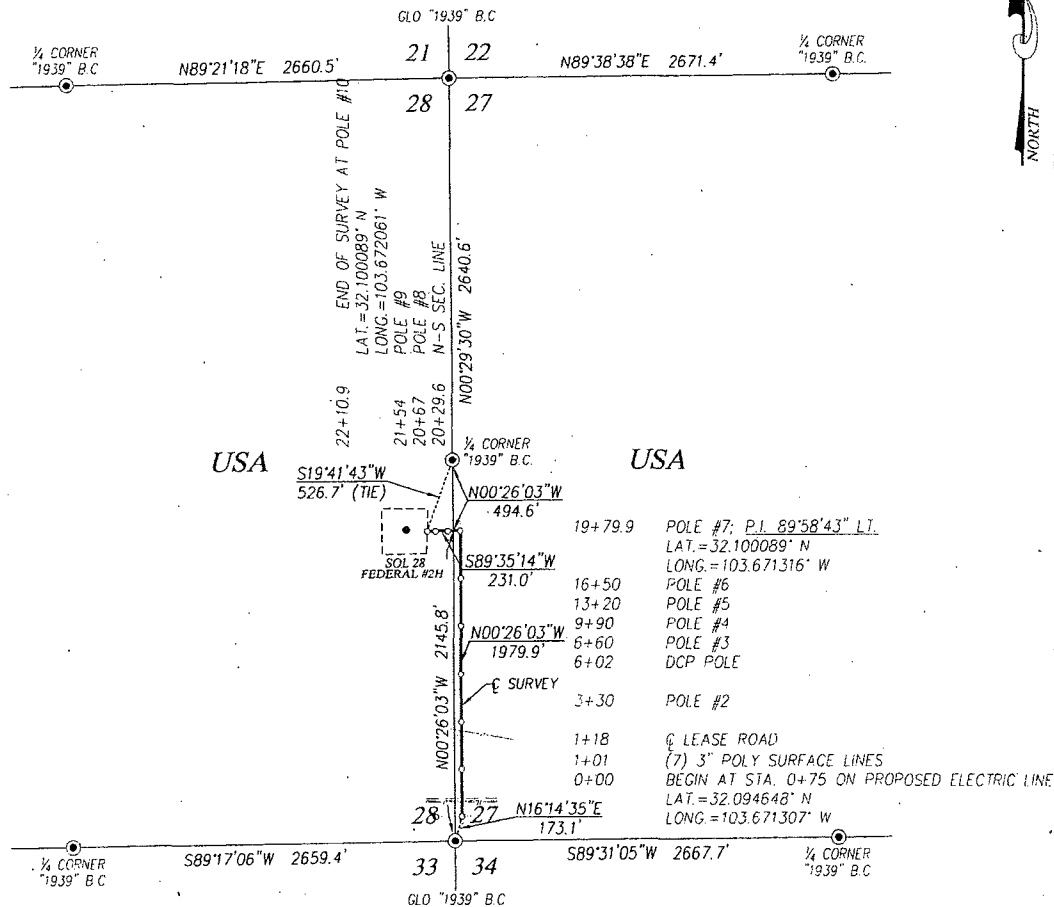 GLO "1939" B.C
¼ CORNER
"1939" B.C
N89°21'18"E 2660.5'
21 22
N89°38'38"E 2671.4'
¼ CORNER
"1939" B.C.
28 27
NORTH
22+10.9 END OF SURVEY AT POLE #10
LAT.=32.100089° N
LONG.=103.672061° W
21+54 POLE #9
20+67 POLE #8
20+29.6 N-S SEC. LINE
N00°29'30"W 2640.6'
¼ CORNER
"1939" B.C.
USA
USA
S19°41'43"W
526.7' (TIE)
N00°26'03"W
494.6'
SOL 28
FEDERAL #2H
S89°35'14"W
231.0'
N00°26'03"W 2145.8'
N00°26'03"W
1979.9'
℄ SURVEY
19+79.9 POLE #7; P.I. 89°58'43" LT.
LAT.=32.100089° N
LONG.=103.671316° W
16+50 POLE #6
13+20 POLE #5
9+90 POLE #4
6+60 POLE #3
6+02 DCP POLE
3+30 POLE #2
1+18 ℄ LEASE ROAD
1+01 (7) 3" POLY SURFACE LINES
0+00 BEGIN AT STA. 0+75 ON PROPOSED ELECTRIC LINE
LAT.=32.094648° N
LONG.=103.671307° W
28 27
N16°14'35"E
173.1'
¼ CORNER
"1939" B.C
S89°17'06"W 2659.4'
33 34
S89°31'05"W 2667.7'
¼ CORNER
"1939" B.C
GLO "1939" B.C